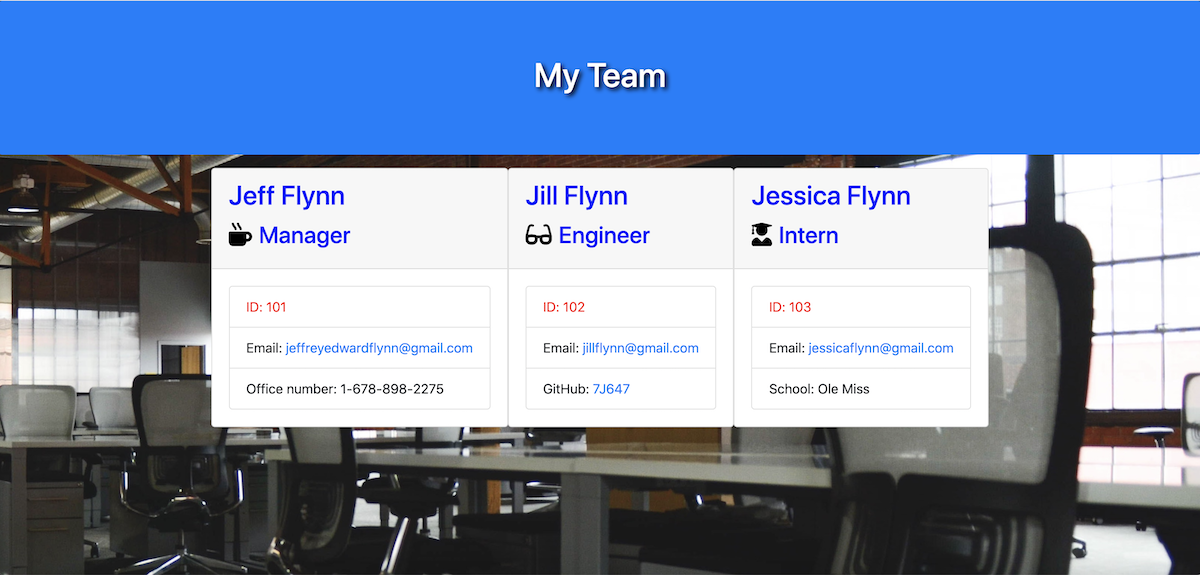 My Team
Jeff Flynn
Manager
ID: 101
Email: jeffreyedwardflynn@gmail.com
Office number: 1-678-898-2275
Jill Flynn
Engineer
ID: 102
Email: jillflynn@gmail.com
GitHub: 7J647
Jessica Flynn
Intern
ID: 103
Email: jessicaflynn@gmail.com
School: Ole Miss